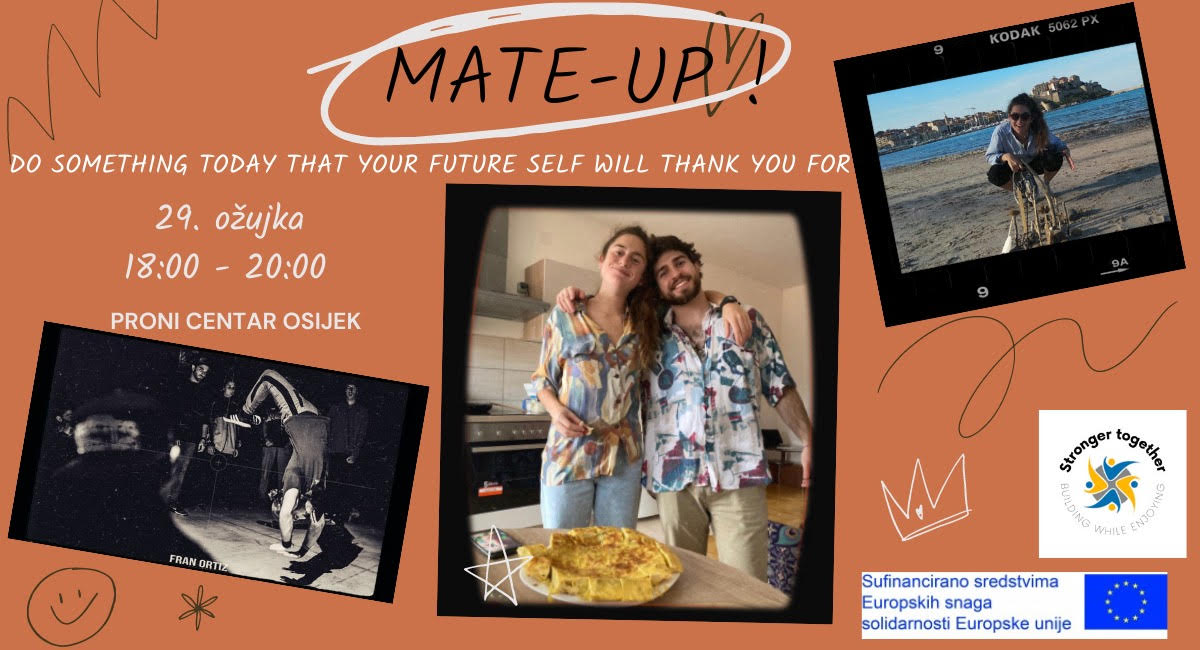 MATE-UP!
DO SOMETHING TODAY THAT YOUR FUTURE SELF WILL THANK YOU FOR
29. ožujka
18:00 - 20:00
PRONI CENTAR OSIJEK
9
KODAK 5062 PX
9
9A
FRAN ORTIZ
Stronger together
BUILDING WHILE ENJOYING
Sufinancirano sredstvima
Europskih snaga
solidarnosti Europske unije